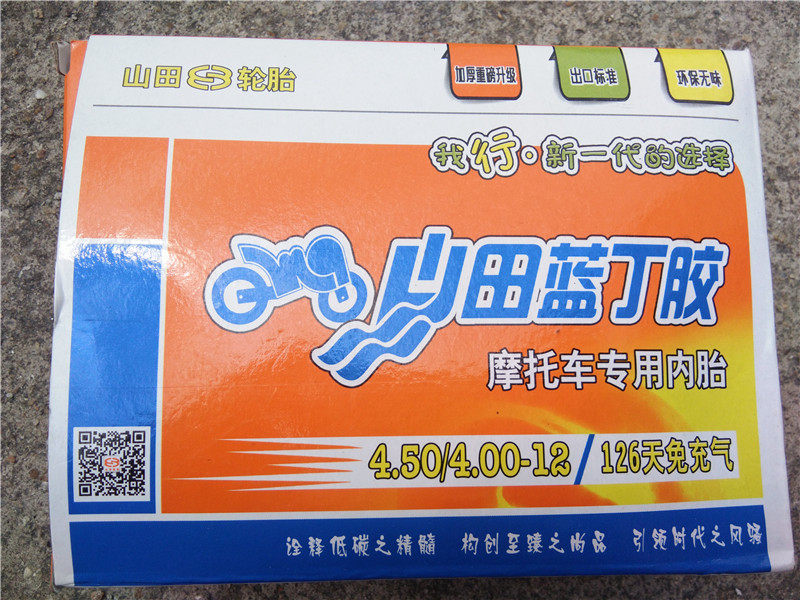 山田 轮胎
加厚重磅升级
出口标准
环保无味
我行·新一代的选择
山田蓝丁胶
摩托车专用内胎
4.50/4.00-12/126天免充气
诠释低碳之精髓 构创至臻之尚品 引领时代之风骚